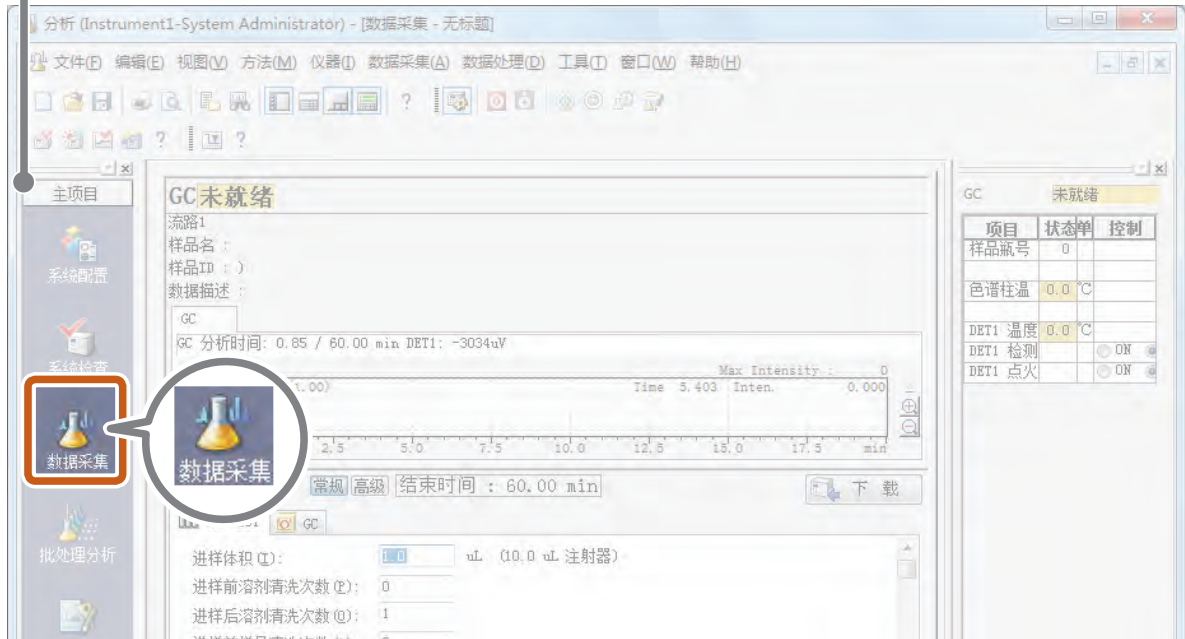 分析 (Instrument1-System Administrator) - [数据采集 - 无标题]
文件(F) 编辑(E) 视图(V) 方法(M) 仪器(I) 数据采集(A) 数据处理(D) 工具(T) 窗口(W) 帮助(H)
主项目
系统配置
系统检查
数据采集
数据采集
批处理分析
GC未就绪
流路1
样品名 :
样品ID : )
数据描述 :
GC
GC 分析时间: 0.85 / 60.00 min DET1: -3034uV
Max Intensity : 0
.00) Time 5.403 Inten. 0.000
2.5 5.0 7.5 10.0 12.5 15.0 17.5 min
常规 高级 结束时间 : 60.00 min 下 载
GC
进样体积(I): 1.0 uL (10.0 uL 注射器)
进样前溶剂清洗次数(P): 0
进样后溶剂清洗次数(O): 1
GC 未就绪
项目 状态 单 控制
样品瓶号 0
色谱柱温 0.0 ℃
DET1 温度 0.0 ℃
DET1 检测 ON
DET1 点火 ON